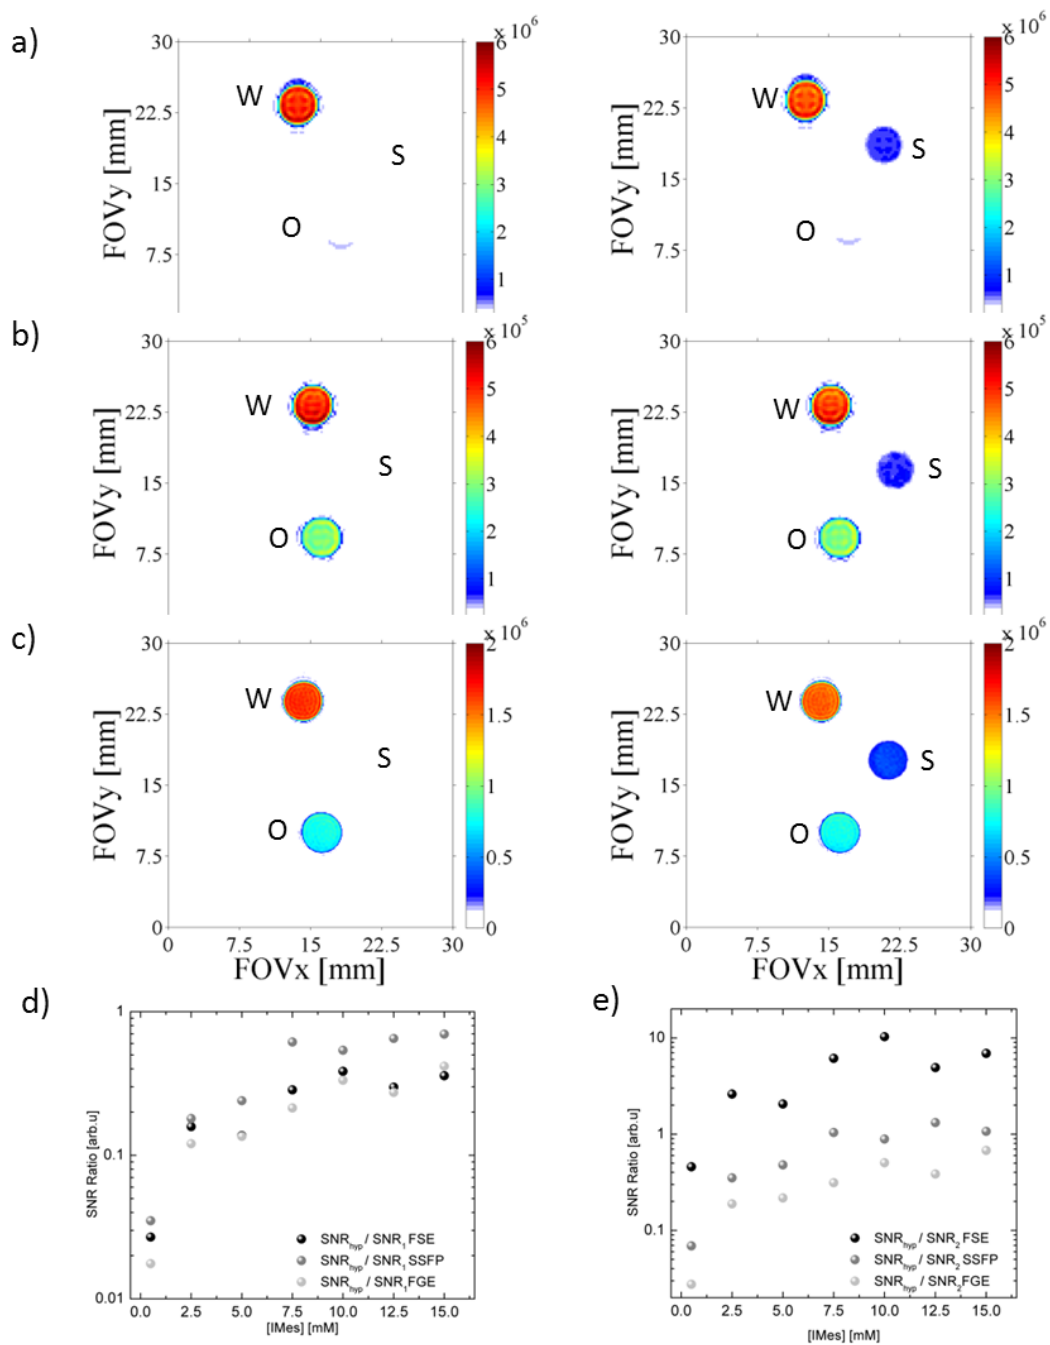 a)
x 10^6
x 10^6
30
22.5
15
7.5
FOVy [mm]
W
S
O
6
5
4
3
2
1
30
22.5
15
7.5
FOVy [mm]
W
S
O
6
5
4
3
2
1
b)
x 10^5
x 10^5
30
22.5
15
7.5
FOVy [mm]
W
S
O
6
5
4
3
2
1
30
22.5
15
7.5
FOVy [mm]
W
S
O
6
5
4
3
2
1
c)
x 10^6
x 10^6
30
22.5
15
7.5
0
FOVy [mm]
W
S
O
2
1.5
1
0.5
0
0 7.5 15 22.5 30
FOVx [mm]
30
22.5
15
7.5
0
FOVy [mm]
W
S
O
2
1.5
1
0.5
0
0 7.5 15 22.5 30
FOVx [mm]
d)
1
0.1
0.01
SNR Ratio [arb.u]
SNR_hyp / SNR_1 FSE
SNR_hyp / SNR_1 SSFP
SNR_hyp / SNR_1 FGE
0.0 2.5 5.0 7.5 10.0 12.5 15.0
[IMes] [mM]
e)
10
1
0.1
SNR Ratio [arb.u]
SNR_hyp / SNR_2 FSE
SNR_hyp / SNR_2 SSFP
SNR_hyp / SNR_2 FGE
0.0 2.5 5.0 7.5 10.0 12.5 15.0
[IMes] [mM]